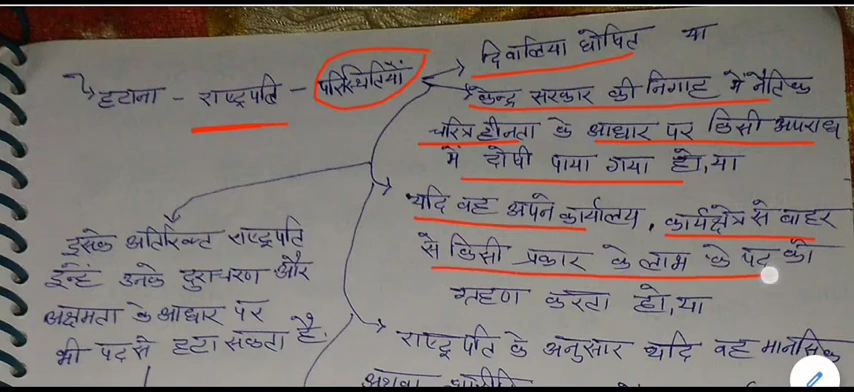 हटाना - राष्ट्रपति - परिस्थितियाँ
दिवालिया घोषित या
केन्द्र सरकार की निगाह में नैतिक
चरित्र हीनता के आधार पर किसी अपराध
में दोषी पाया गया हो, या
यदि वह अपने कार्यालय, कार्यक्षेत्र से बाहर
से किसी प्रकार के लाभ के पद को
ग्रहण करता हो, या
राष्ट्रपति के अनुसार यदि वह मानसिक
अथवा
इसके अतिरिक्त राष्ट्रपति
इन्हें उनके दुराचरण और
अक्षमता के आधार पर
भी पद से हटा सकता है.